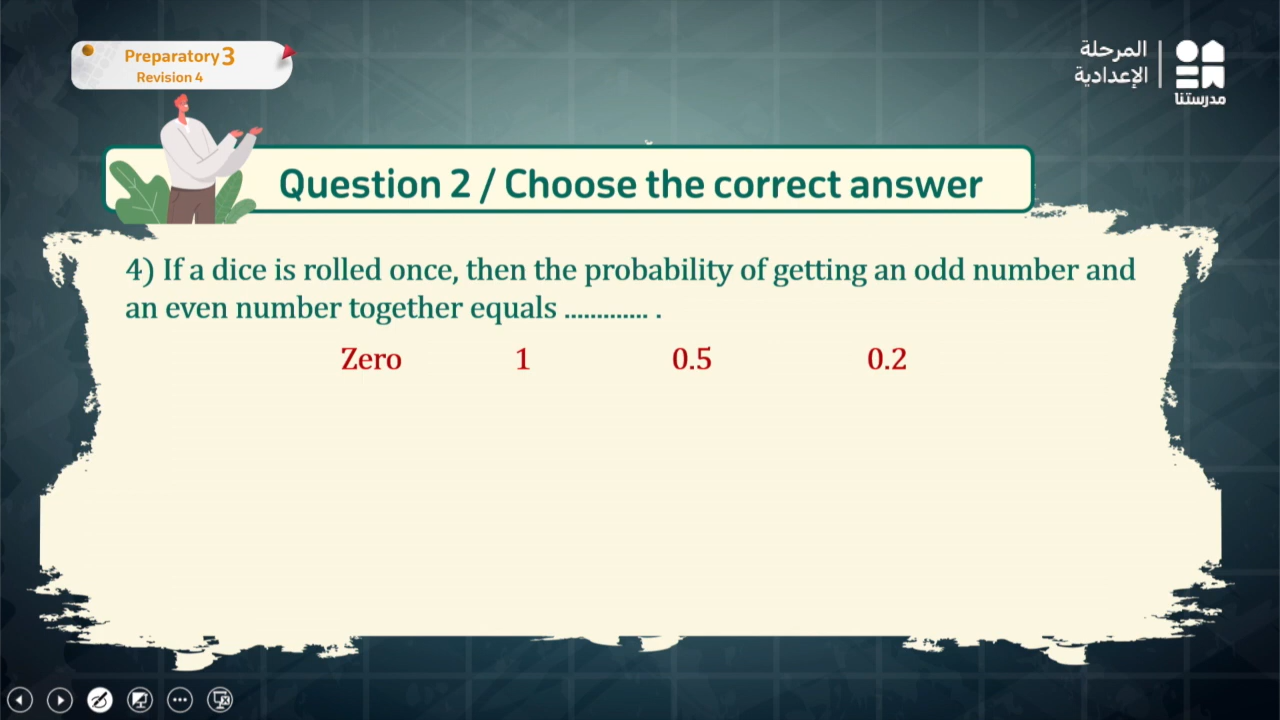 Preparatory 3
Revision 4
المرحلة
الإعدادية
مدرستنا
Question 2 / Choose the correct answer
4) If a dice is rolled once, then the probability of getting an odd number and
an even number together equals ............. .
Zero 1 0.5 0.2